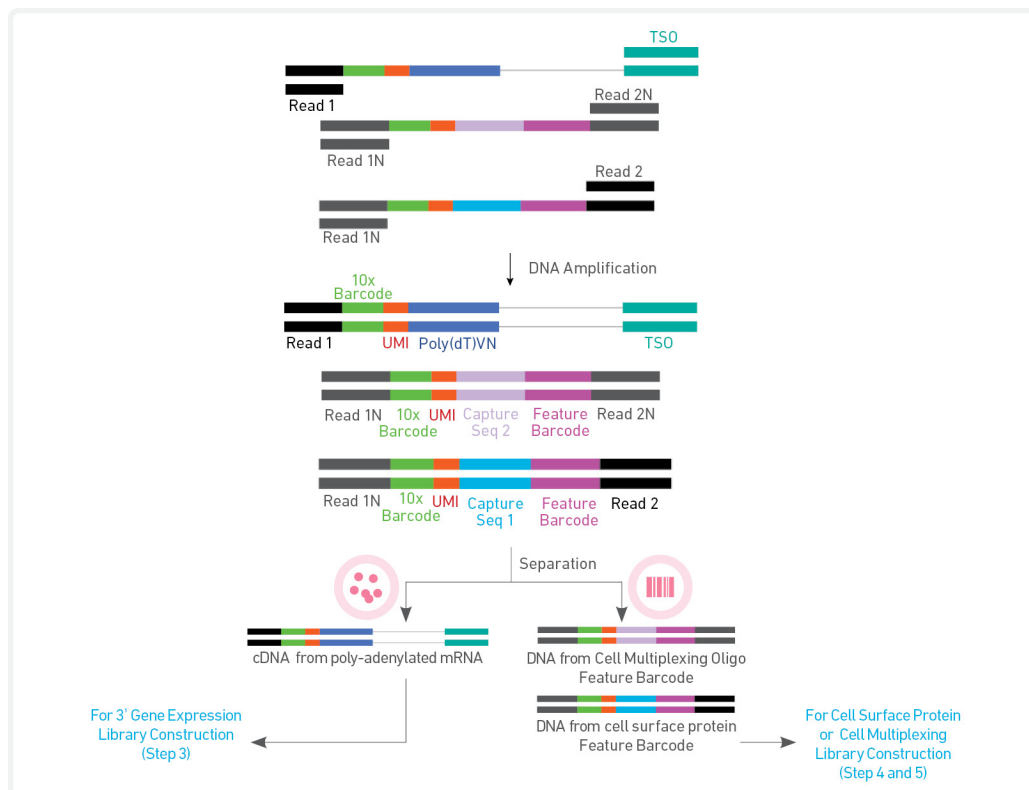 TSO
Read 1
Read 2N
Read 1N
Read 2
Read 1N
DNA Amplification
10x
Barcode
Read 1
UMI
Poly(dT)VN
TSO
Read 1N
10x
Barcode
UMI
Capture
Seq 2
Feature
Barcode
Read 2N
Read 1N
10x
Barcode
UMI
Capture
Seq 1
Feature
Barcode
Read 2
Separation
cDNA from poly-adenylated mRNA
DNA from Cell Multiplexing Oligo
Feature Barcode
DNA from cell surface protein
Feature Barcode
For 3' Gene Expression
Library Construction
(Step 3)
For Cell Surface Protein
or Cell Multiplexing
Library Construction
(Step 4 and 5)